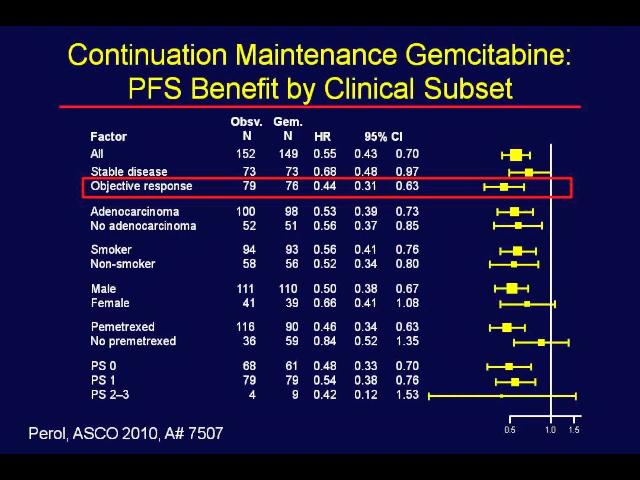 Continuation Maintenance Gemcitabine:
PFS Benefit by Clinical Subset
Obsv. Gem.
Factor N N HR 95% CI
All 152 149 0.55 0.43 0.70
Stable disease 73 73 0.68 0.48 0.97
Objective response 79 76 0.44 0.31 0.63
Adenocarcinoma 100 98 0.53 0.39 0.73
No adenocarcinoma 52 51 0.56 0.37 0.85
Smoker 94 93 0.56 0.41 0.76
Non-smoker 58 56 0.52 0.34 0.80
Male 111 110 0.50 0.38 0.67
Female 41 39 0.66 0.41 1.08
Pemetrexed 116 90 0.46 0.34 0.63
No premetrexed 36 59 0.84 0.52 1.35
PS 0 68 61 0.48 0.33 0.70
PS 1 79 79 0.54 0.38 0.76
PS 2–3 4 9 0.42 0.12 1.53
0.5 1.0 1.5
Perol, ASCO 2010, A# 7507